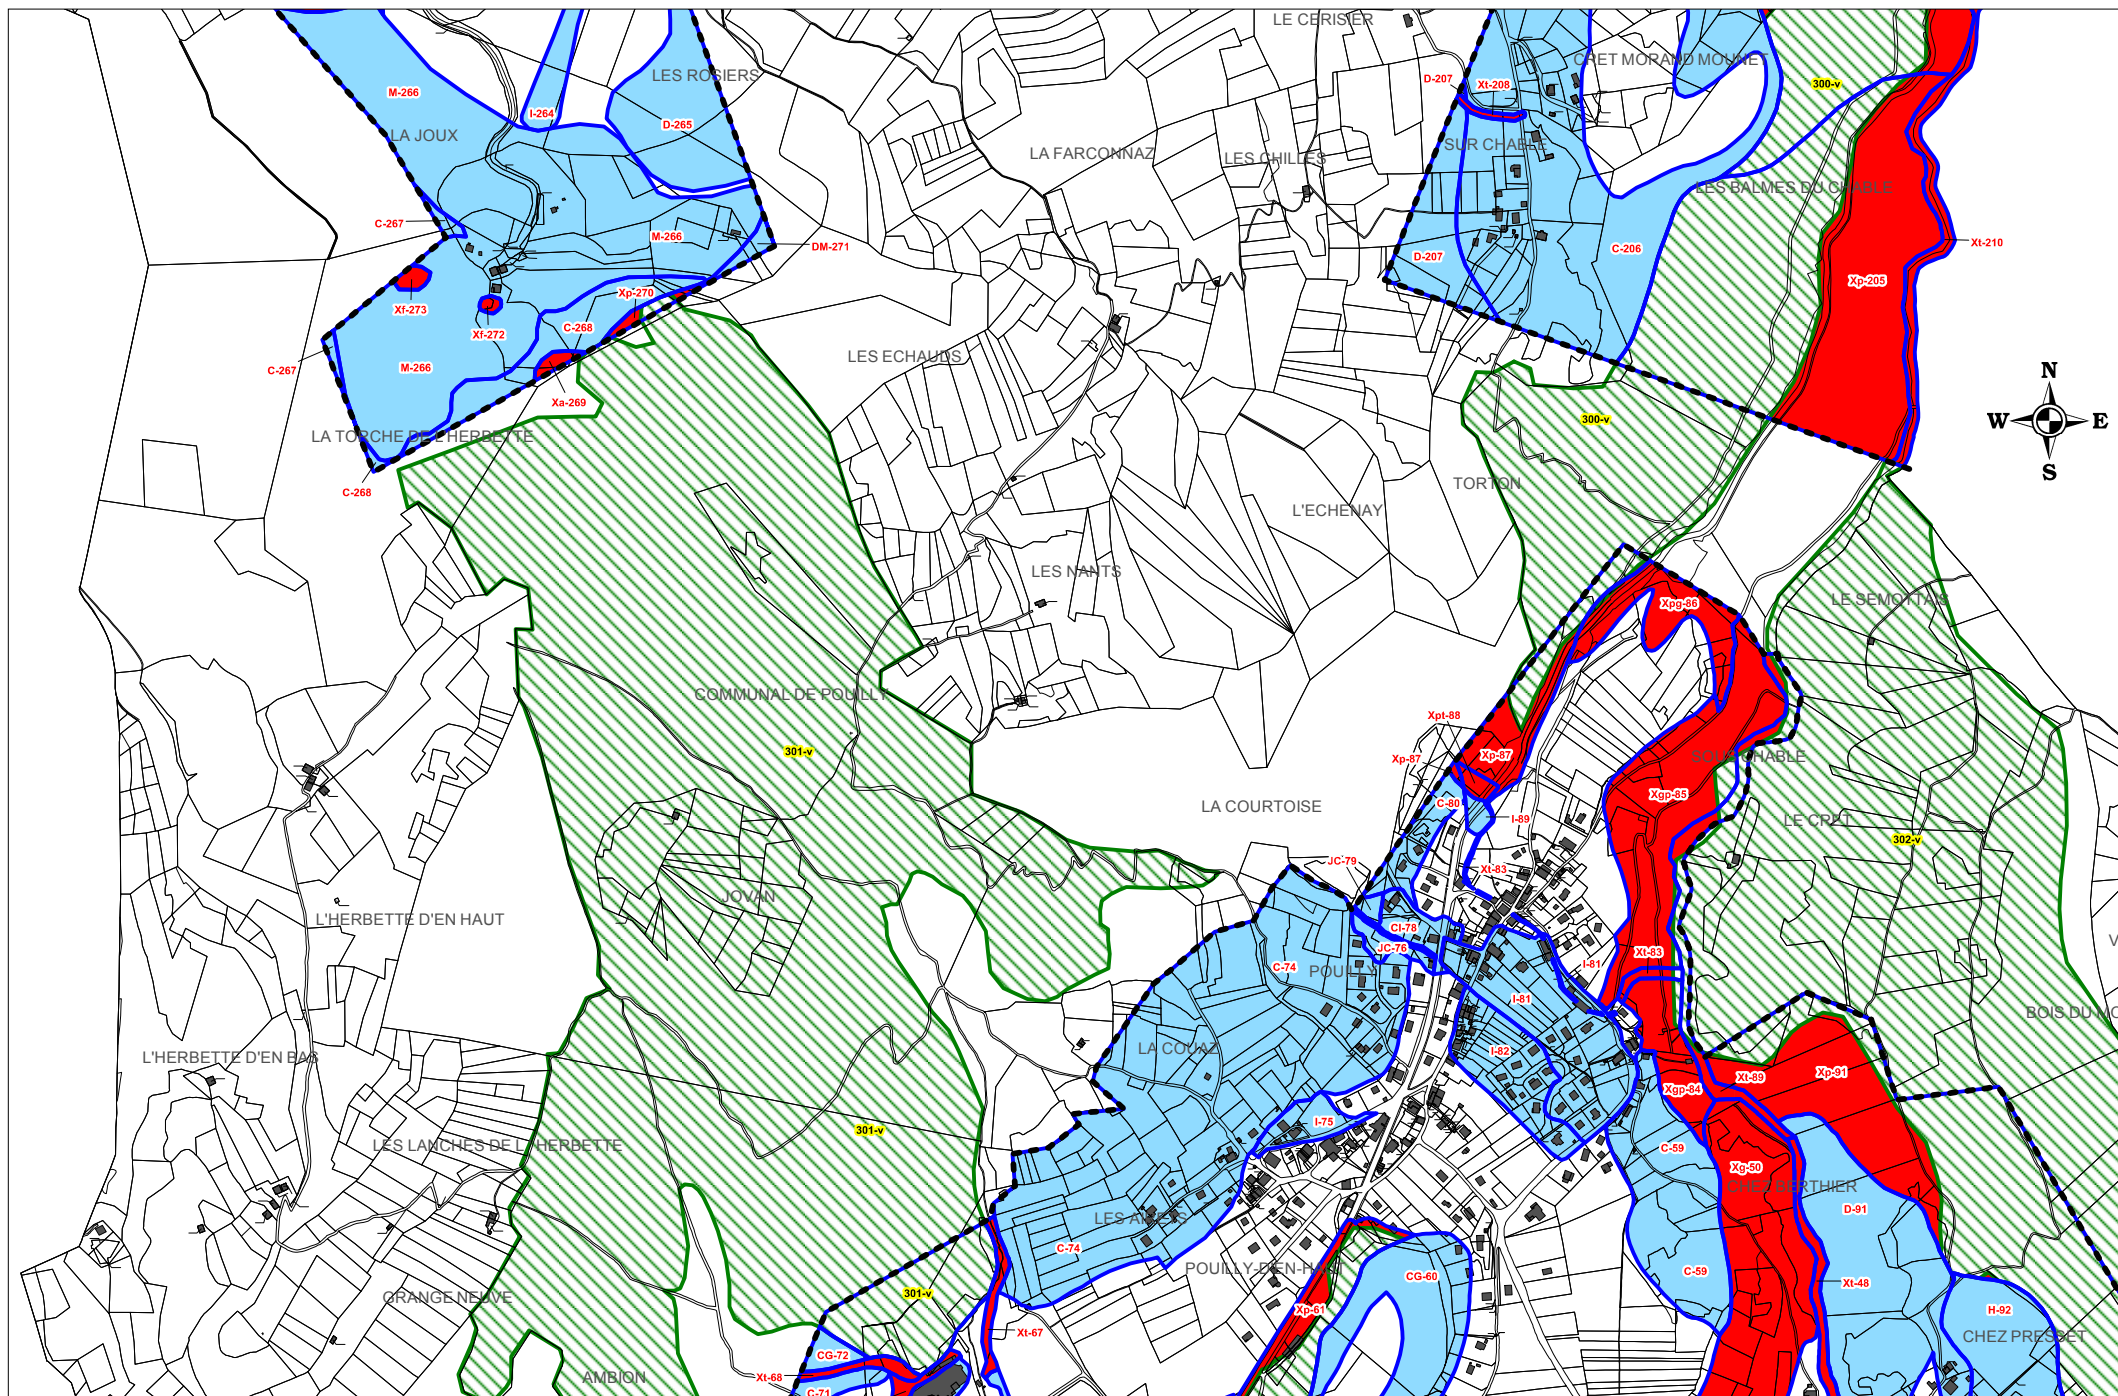 LE CERISIER
CRET MORAND MOUNET
LES ROSIERS
M-266
I-264
D-265
LA JOUX
D-207
Xt-208
300-v
SUR CHABLE
LA FARCONNAZ
LES CHILLES
LES BALMES DU CHABLE
C-267
M-266
DM-271
D-207
C-206
Xt-210
Xp-205
Xf-273
Xf-272
Xp-270
C-268
LES ECHAUDS
C-267
M-266
Xa-269
N
W
E
S
300-v
LA TORCHE DE L'HERBETTE
C-268
TORTON
L'ECHENAY
LES NANTS
LE SEMOTTAIS
Xpg-86
COMMUNAL DE POUILLY
301-v
Xpt-88
Xp-87
Xp-87
SOUS CHABLE
Xgp-85
LA COURTOISE
C-80
I-89
LE CRET
302-v
JC-79
Xt-83
JOVAN
L'HERBETTE D'EN HAUT
CI-78
JC-76
C-74
POUILLY
I-81
Xt-83
I-81
BOIS DU MO
L'HERBETTE D'EN BAS
LA COUAZ
I-82
Xgp-84
Xt-89
Xp-91
301-v
I-75
LES LANCHES DE L'HERBETTE
C-59
Xg-50
CHEZ BERTHIER
D-91
LES AIRETS
C-74
POUILLY-D'EN-HAUT
CG-60
C-59
Xt-48
301-v
GRANGE NEUVE
Xp-61
H-92
Xt-67
CHEZ PRESSET
CG-72
Xt-68
AMBION
C-71